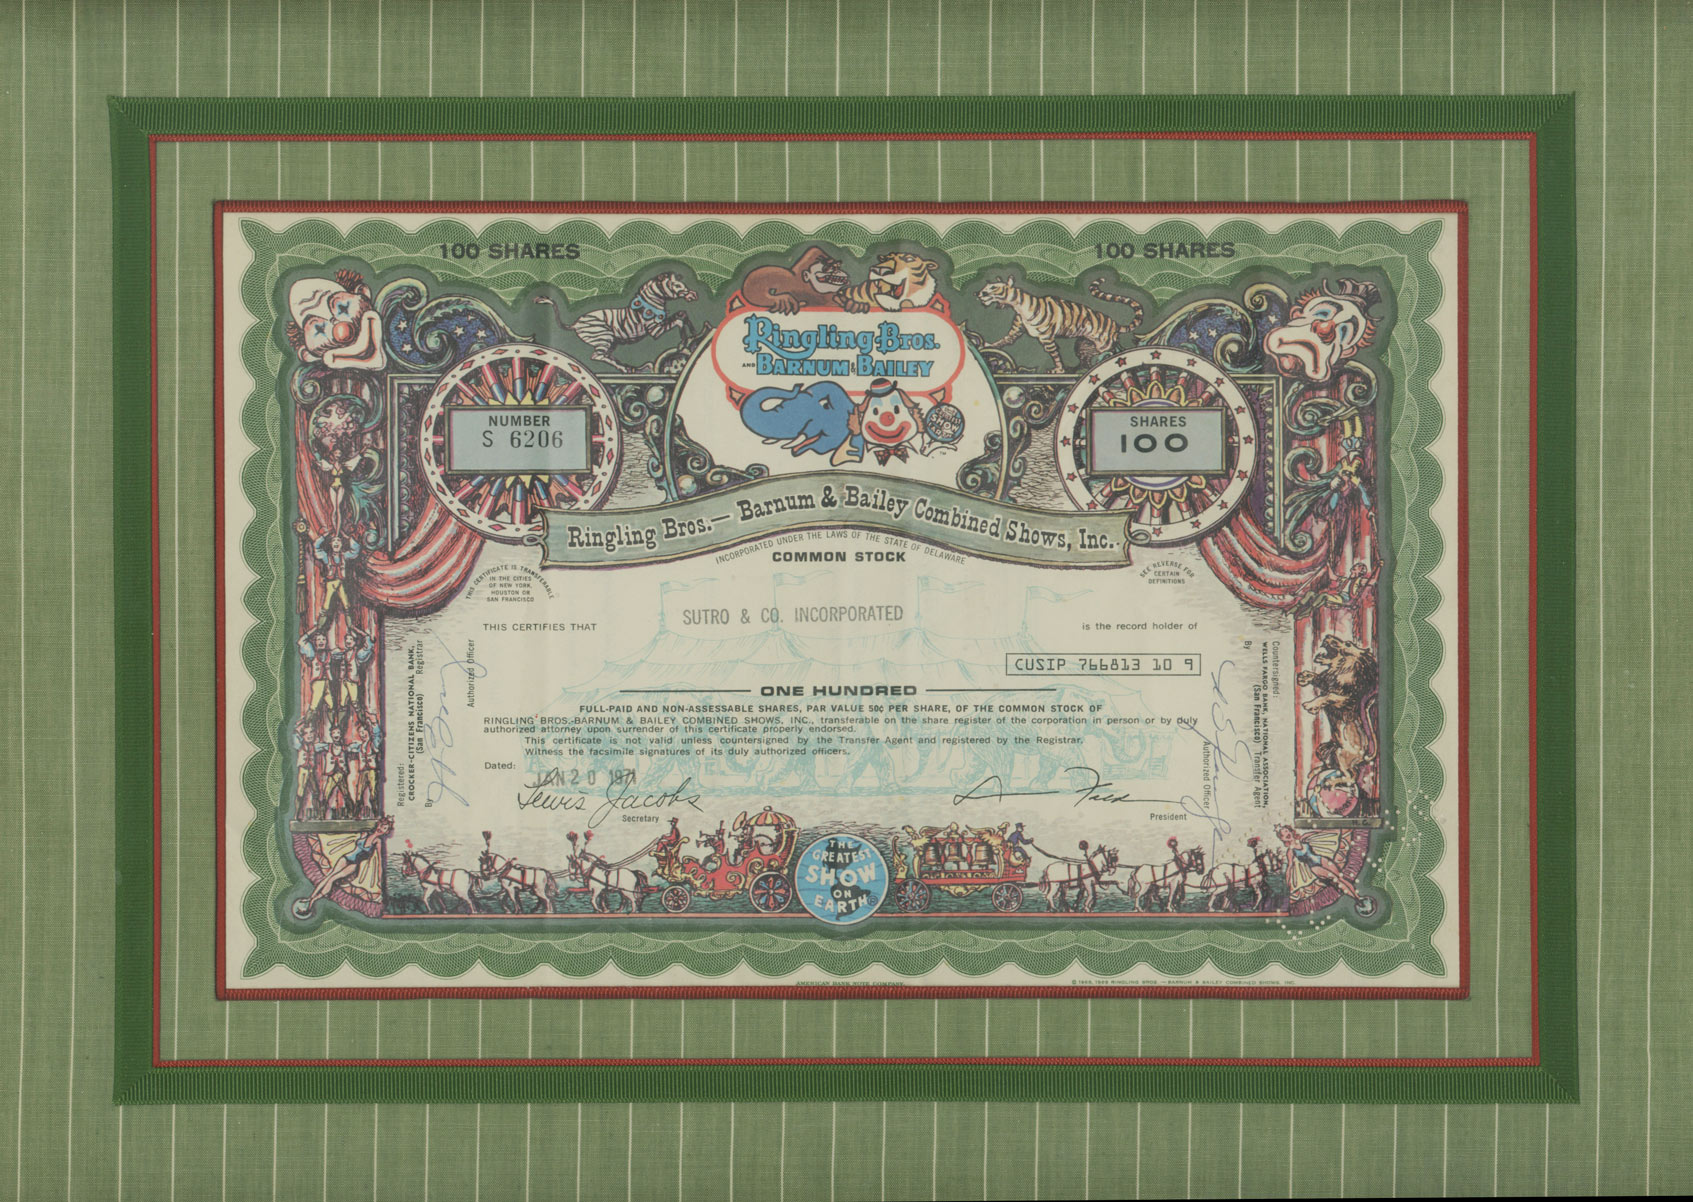 100 SHARES
100 SHARES
Ringling Bros.
AND BARNUM & BAILEY
NUMBER
S 6206
SHARES
100
Ringling Bros.— Barnum & Bailey Combined Shows, Inc.
INCORPORATED UNDER THE LAWS OF THE STATE OF DELAWARE
COMMON STOCK
THIS CERTIFICATE IS TRANSFERABLE
IN THE CITIES
OF NEW YORK,
HOUSTON OR
SAN FRANCISCO
SEE REVERSE FOR
CERTAIN
DEFINITIONS
THIS CERTIFIES THAT
SUTRO & CO. INCORPORATED
is the record holder of
CUSIP 766813 10 9
ONE HUNDRED
FULL-PAID AND NON-ASSESSABLE SHARES, PAR VALUE 50¢ PER SHARE, OF THE COMMON STOCK OF
RINGLING BROS.-BARNUM & BAILEY COMBINED SHOWS, INC., transferable on the share register of the corporation in person or by duly
authorized attorney upon surrender of this certificate properly endorsed.
This certificate is not valid unless countersigned by the Transfer Agent and registered by the Registrar.
Witness the facsimile signatures of its duly authorized officers.
Dated:
JAN 20 1971
Lewis Jacobs
Secretary
President
Registered:
CROCKER-CITIZENS NATIONAL BANK,
(San Francisco) Registrar
By
Authorized Officer
Countersigned:
WELLS FARGO BANK, NATIONAL ASSOCIATION,
(San Francisco) Transfer Agent
By
Authorized Officer
THE
GREATEST
SHOW
ON
EARTH
AMERICAN BANK NOTE COMPANY.
RINGLING BROS. — BARNUM & BAILEY COMBINED SHOWS, INC.